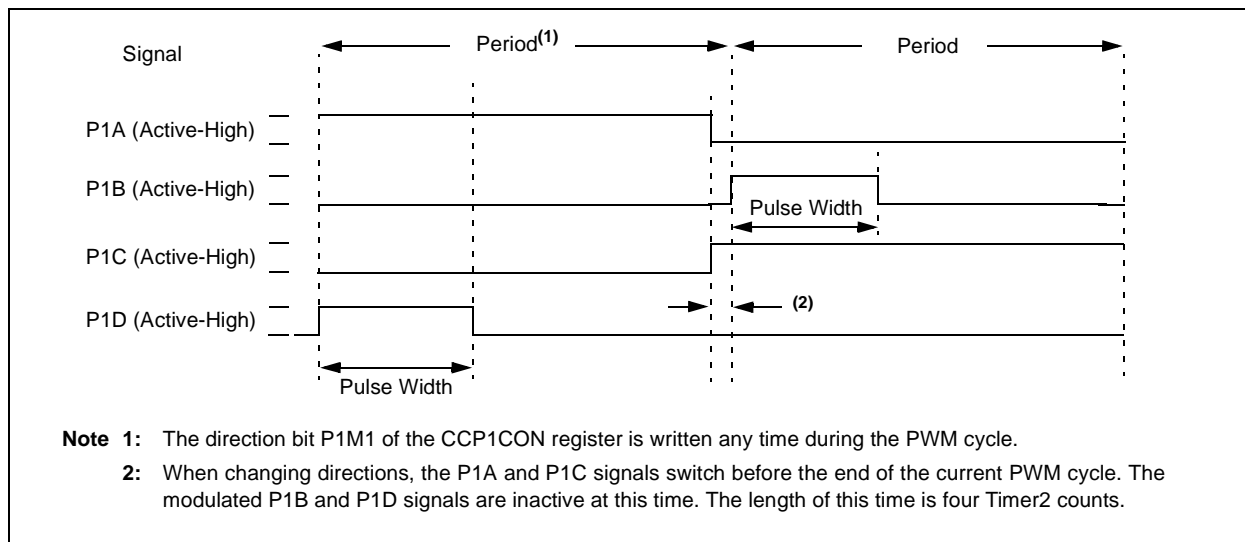 Signal
Period(1)
Period
P1A (Active-High)
P1B (Active-High)
Pulse Width
P1C (Active-High)
(2)
P1D (Active-High)
Pulse Width
Note 1: The direction bit P1M1 of the CCP1CON register is written any time during the PWM cycle.
2: When changing directions, the P1A and P1C signals switch before the end of the current PWM cycle. The
modulated P1B and P1D signals are inactive at this time. The length of this time is four Timer2 counts.